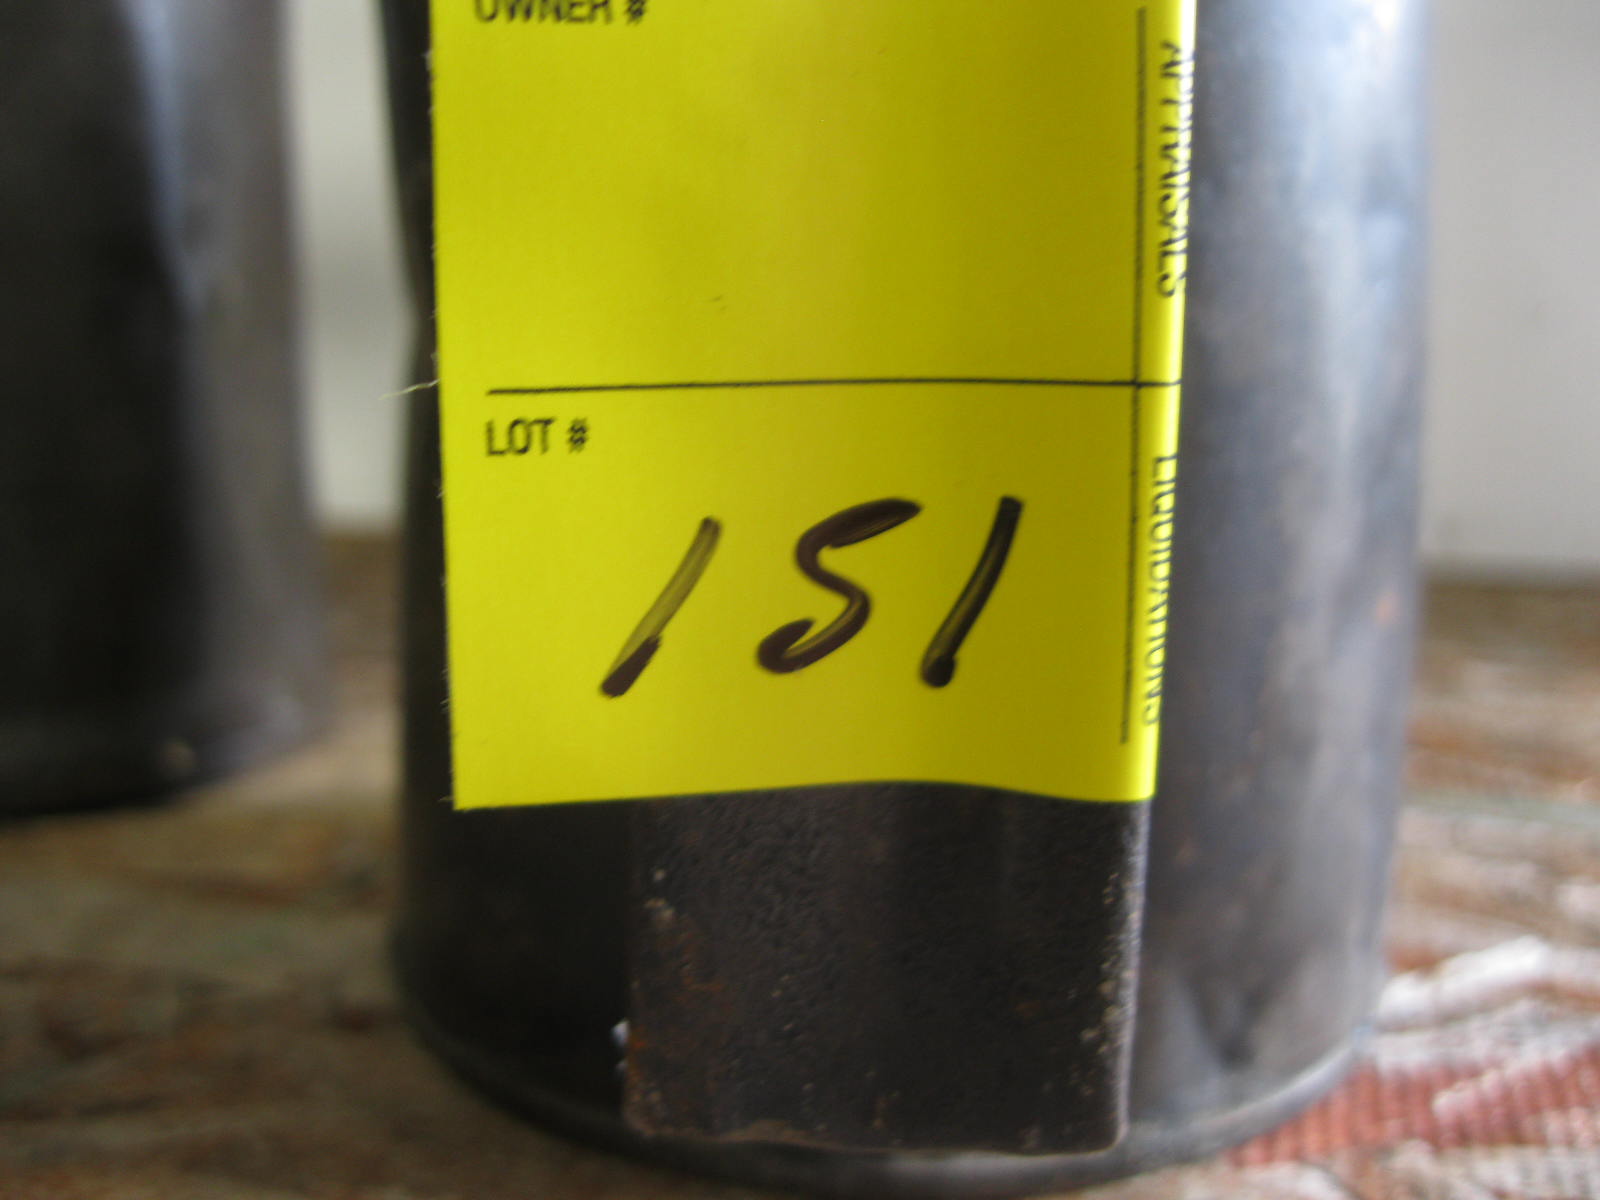 OWNER #
LOT #
151
APPRAISALS
LIQUIDATIONS